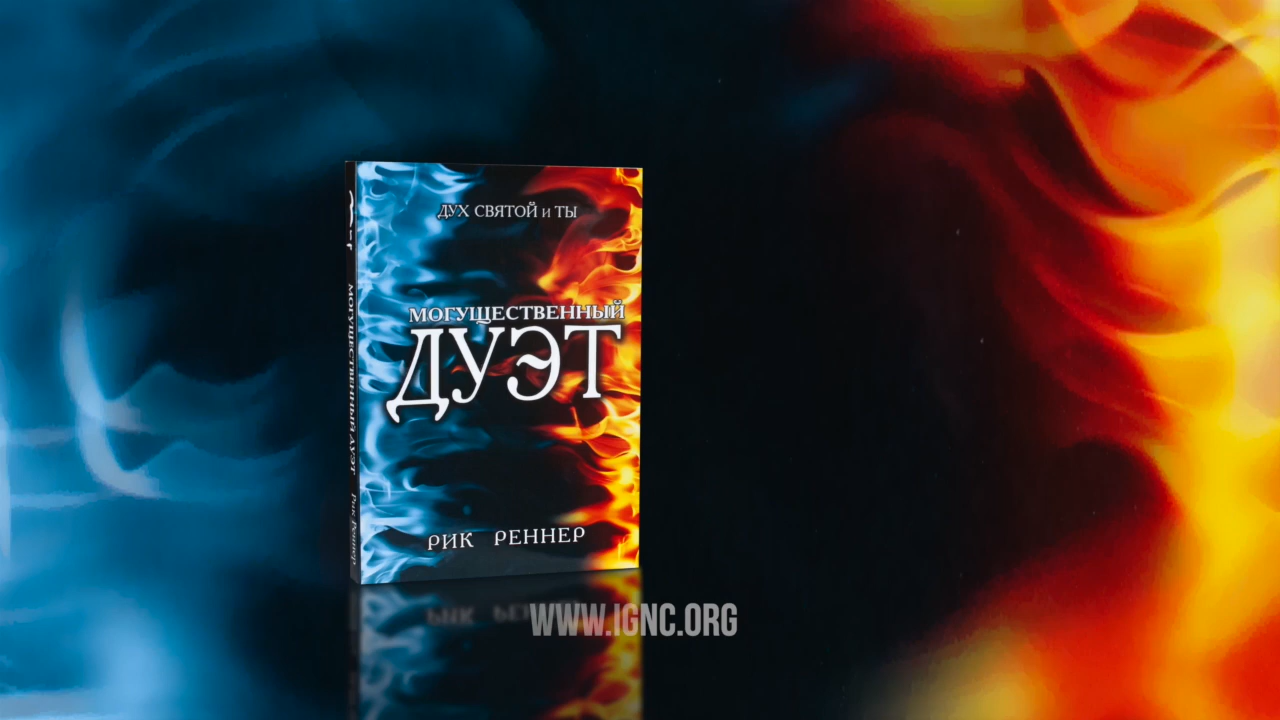 ДУХ СВЯТОЙ и ТЫ
МОГУЩЕСТВЕННЫЙ
ДУЭТ
РИК РЕННЕР
МОГУЩЕСТВЕННЫЙ ДУЭТ
Рик Реннер
WWW.IGNC.ORG